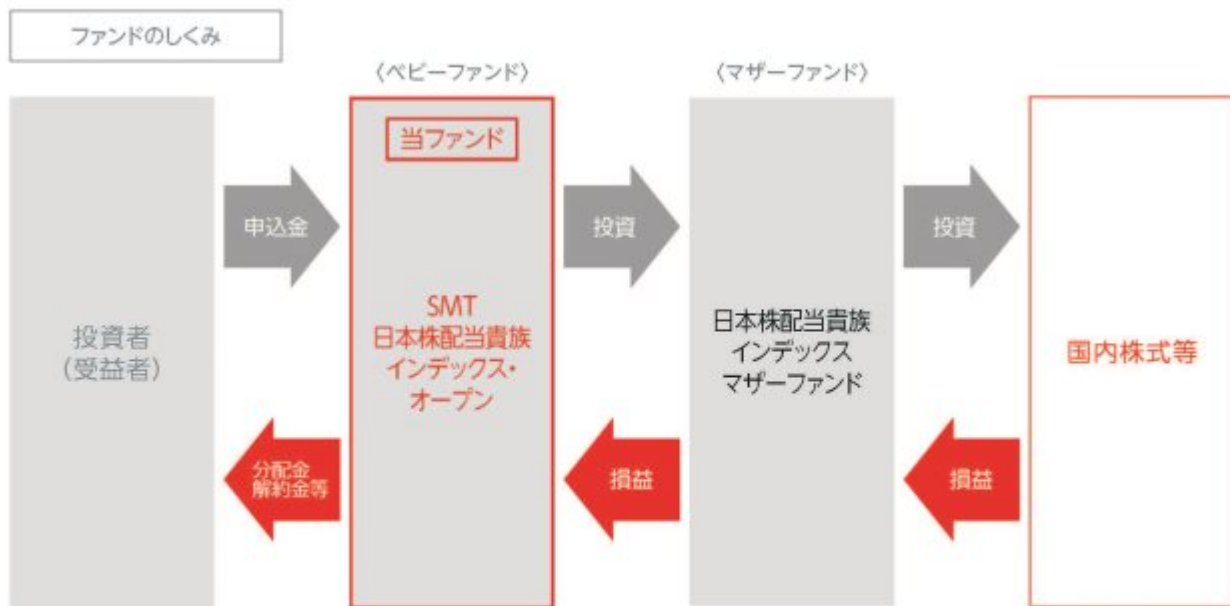 ファンドのしくみ
〈ベビーファンド〉
〈マザーファンド〉
当ファンド
申込金
投資
投資
投資者
(受益者)
SMT
日本株配当貴族
インデックス・
オープン
日本株配当貴族
インデックス
マザーファンド
国内株式等
分配金
解約金等
損益
損益